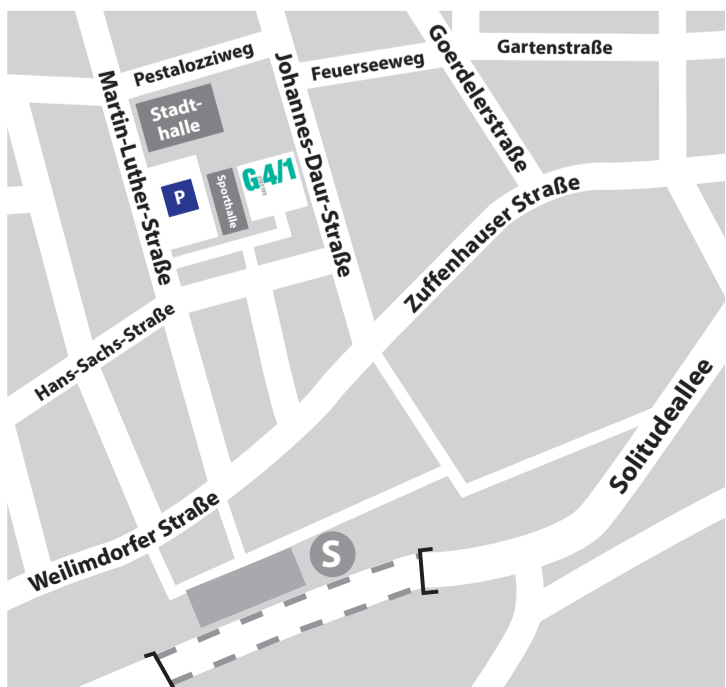 Gartenstraße
Goerdelerstraße
Pestalozziweg
Feuerseeweg
Martin-Luther-Straße
Johannes-Daur-Straße
Stadt-
halle
P
Sporthalle
G4/1
Zuffenhauser Straße
Hans-Sachs-Straße
Solitudeallee
Weilimdorfer Straße
S